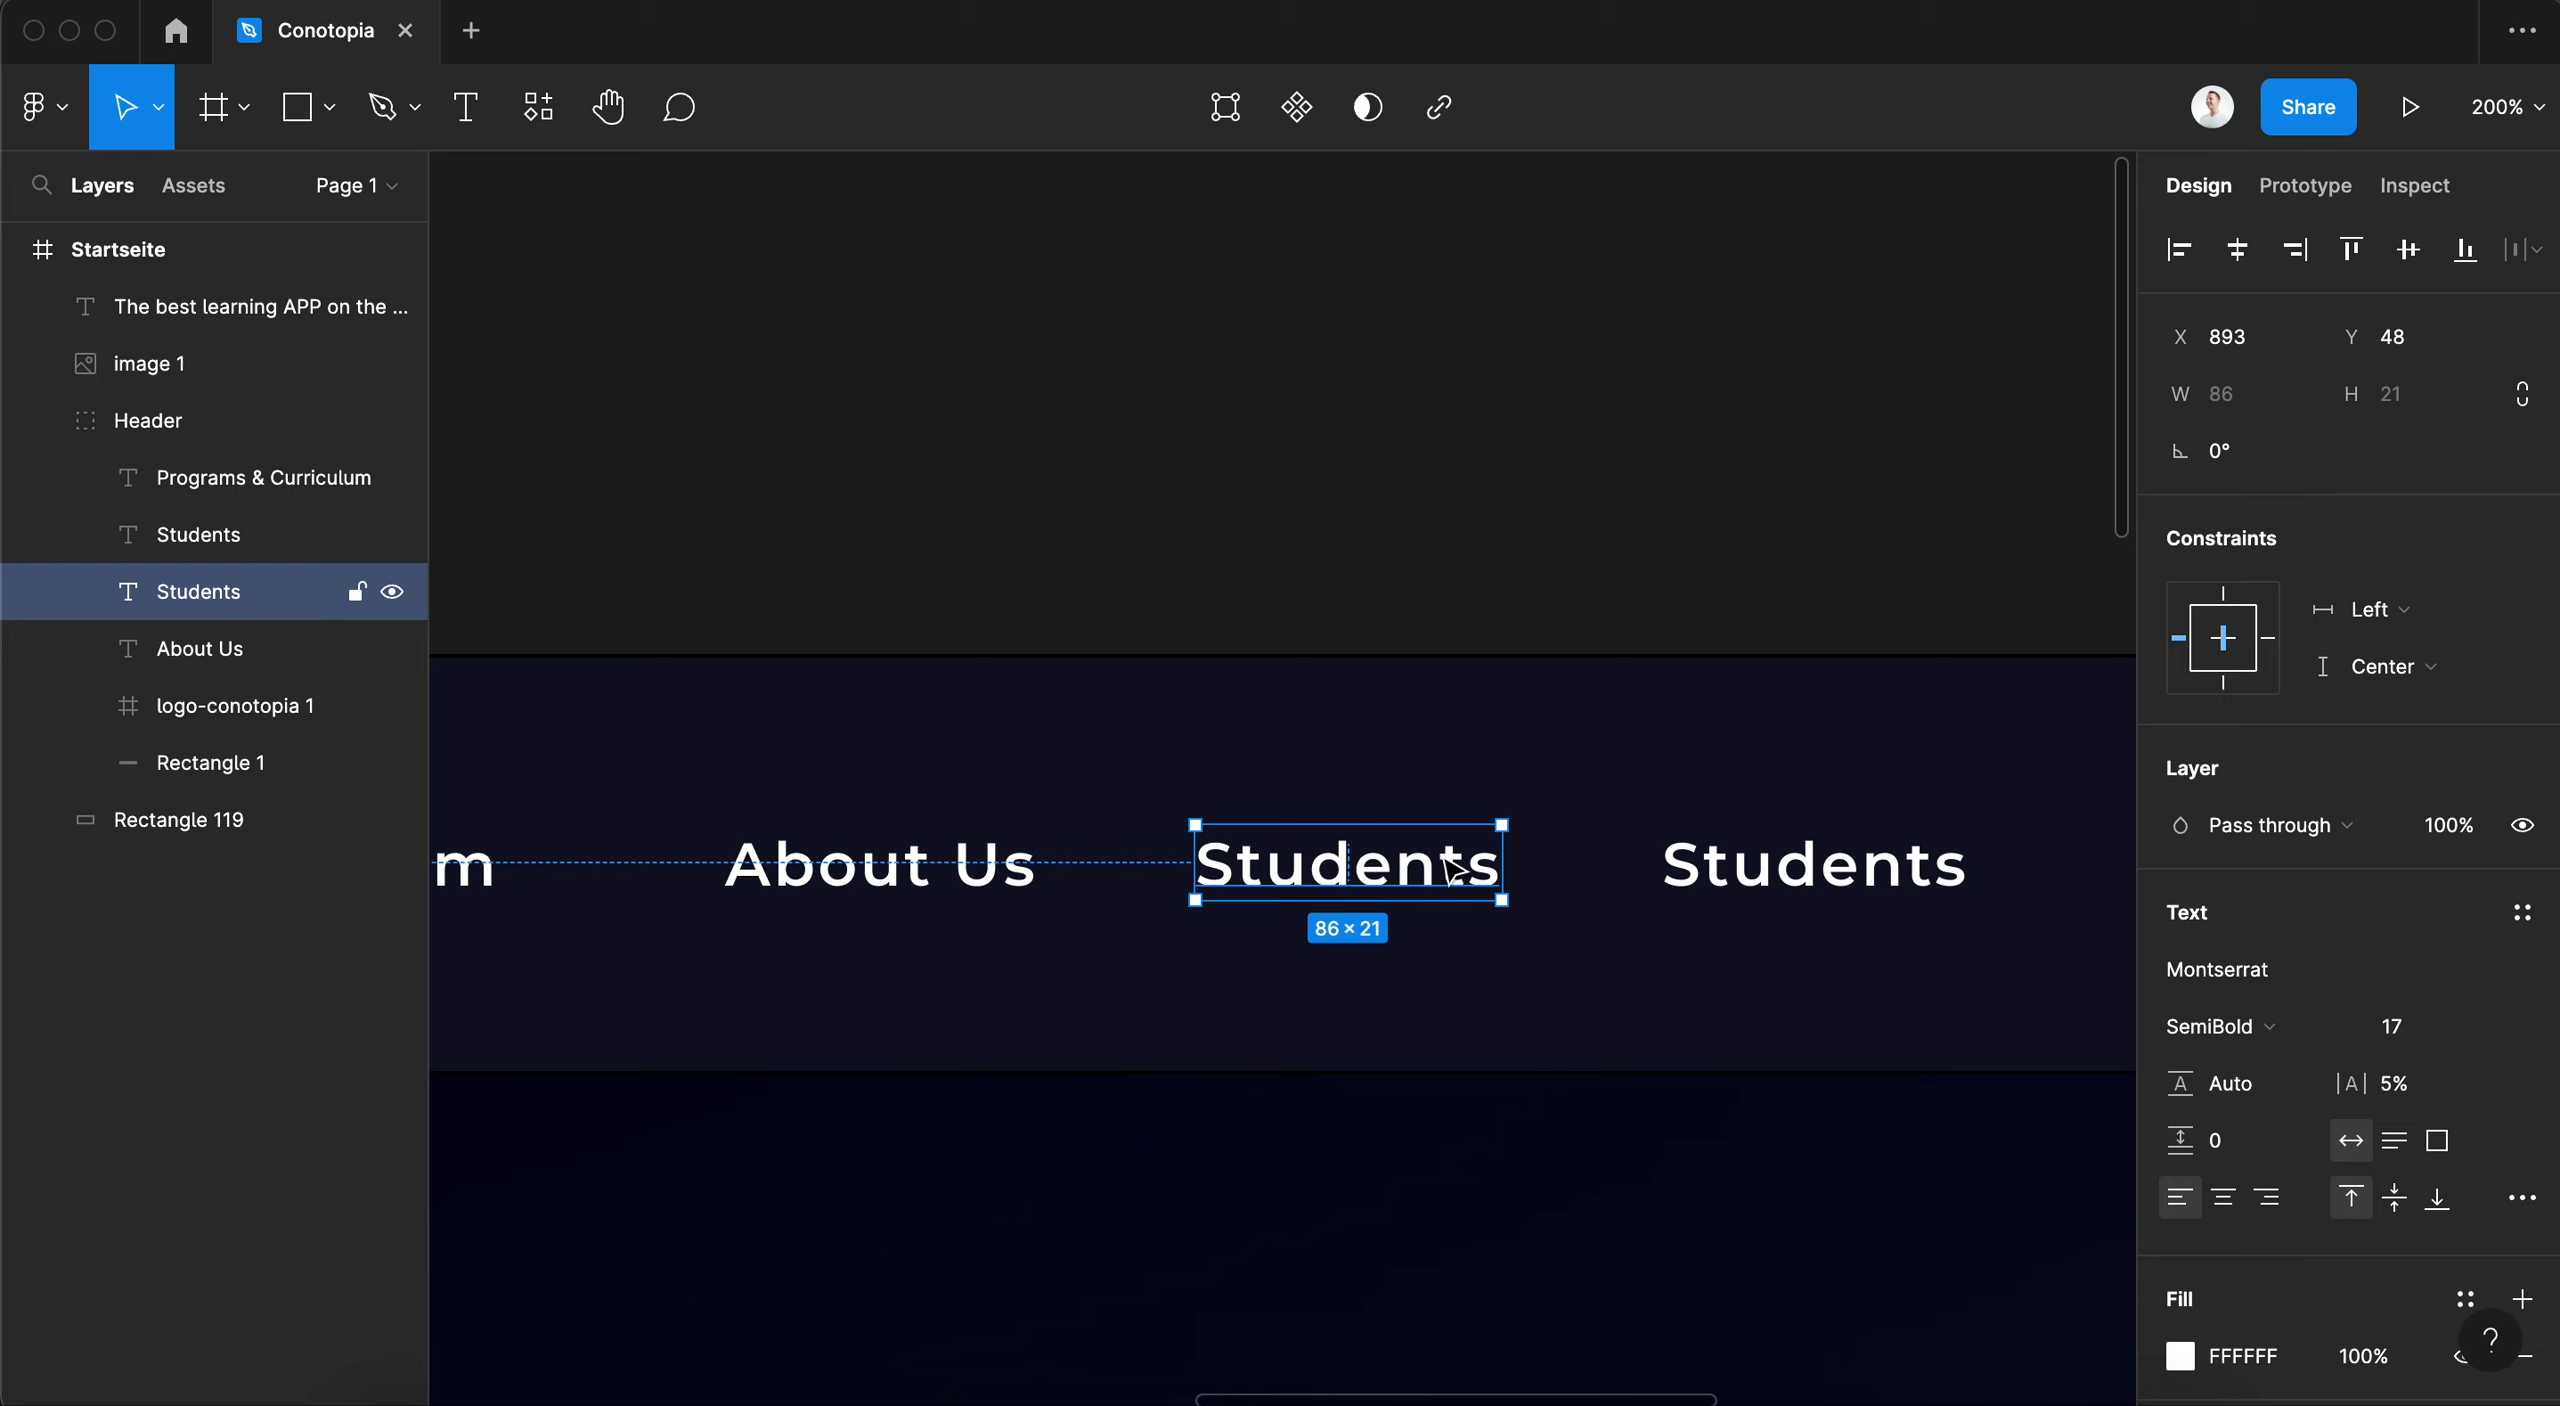 Conotopia
Share
200%
Layers Assets Page 1
Startseite
The best learning APP on the ...
image 1
Header
Programs & Curriculum
Students
Students
About Us
logo-conotopia 1
Rectangle 1
Rectangle 119
m About Us Students Students
86 × 21
Design Prototype Inspect
X 893 Y 48
W 86 H 21
0°
Constraints
Left
Center
Layer
Pass through 100%
Text
Montserrat
SemiBold 17
A Auto |A| 5%
0
Fill
FFFFFF 100%
?